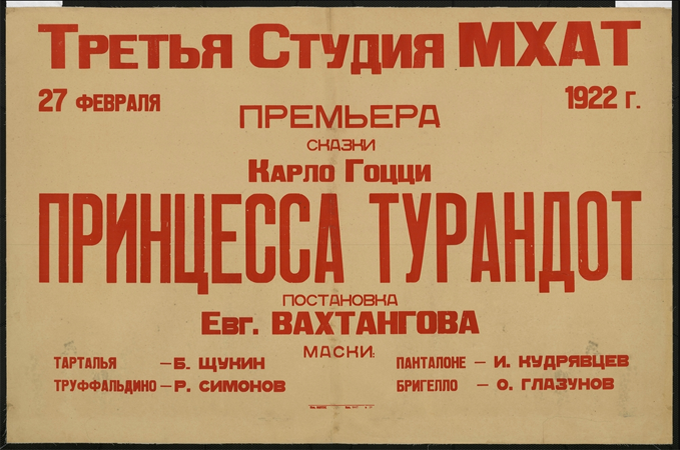 Третья Студия МХАТ
27 ФЕВРАЛЯ 1922 г.
ПРЕМЬЕРА
СКАЗКИ
Карло Гоцци
ПРИНЦЕССА ТУРАНДОТ
ПОСТАНОВКА
Евг. ВАХТАНГОВА
МАСКИ:
ТАРТАЛЬЯ — Б. ЩУКИН ПАНТАЛОНЕ — И. КУДРЯВЦЕВ
ТРУФФАЛЬДИНО — Р. СИМОНОВ БРИГЕЛЛО — О. ГЛАЗУНОВ